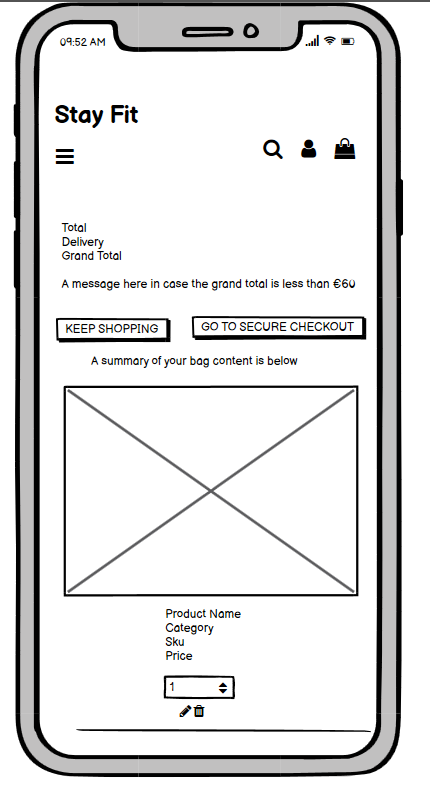 09:52 AM
Stay Fit
Total
Delivery
Grand Total
A message here in case the grand total is less than €60
KEEP SHOPPING
GO TO SECURE CHECKOUT
A summary of your bag content is below
Product Name
Category
Sku
Price
1